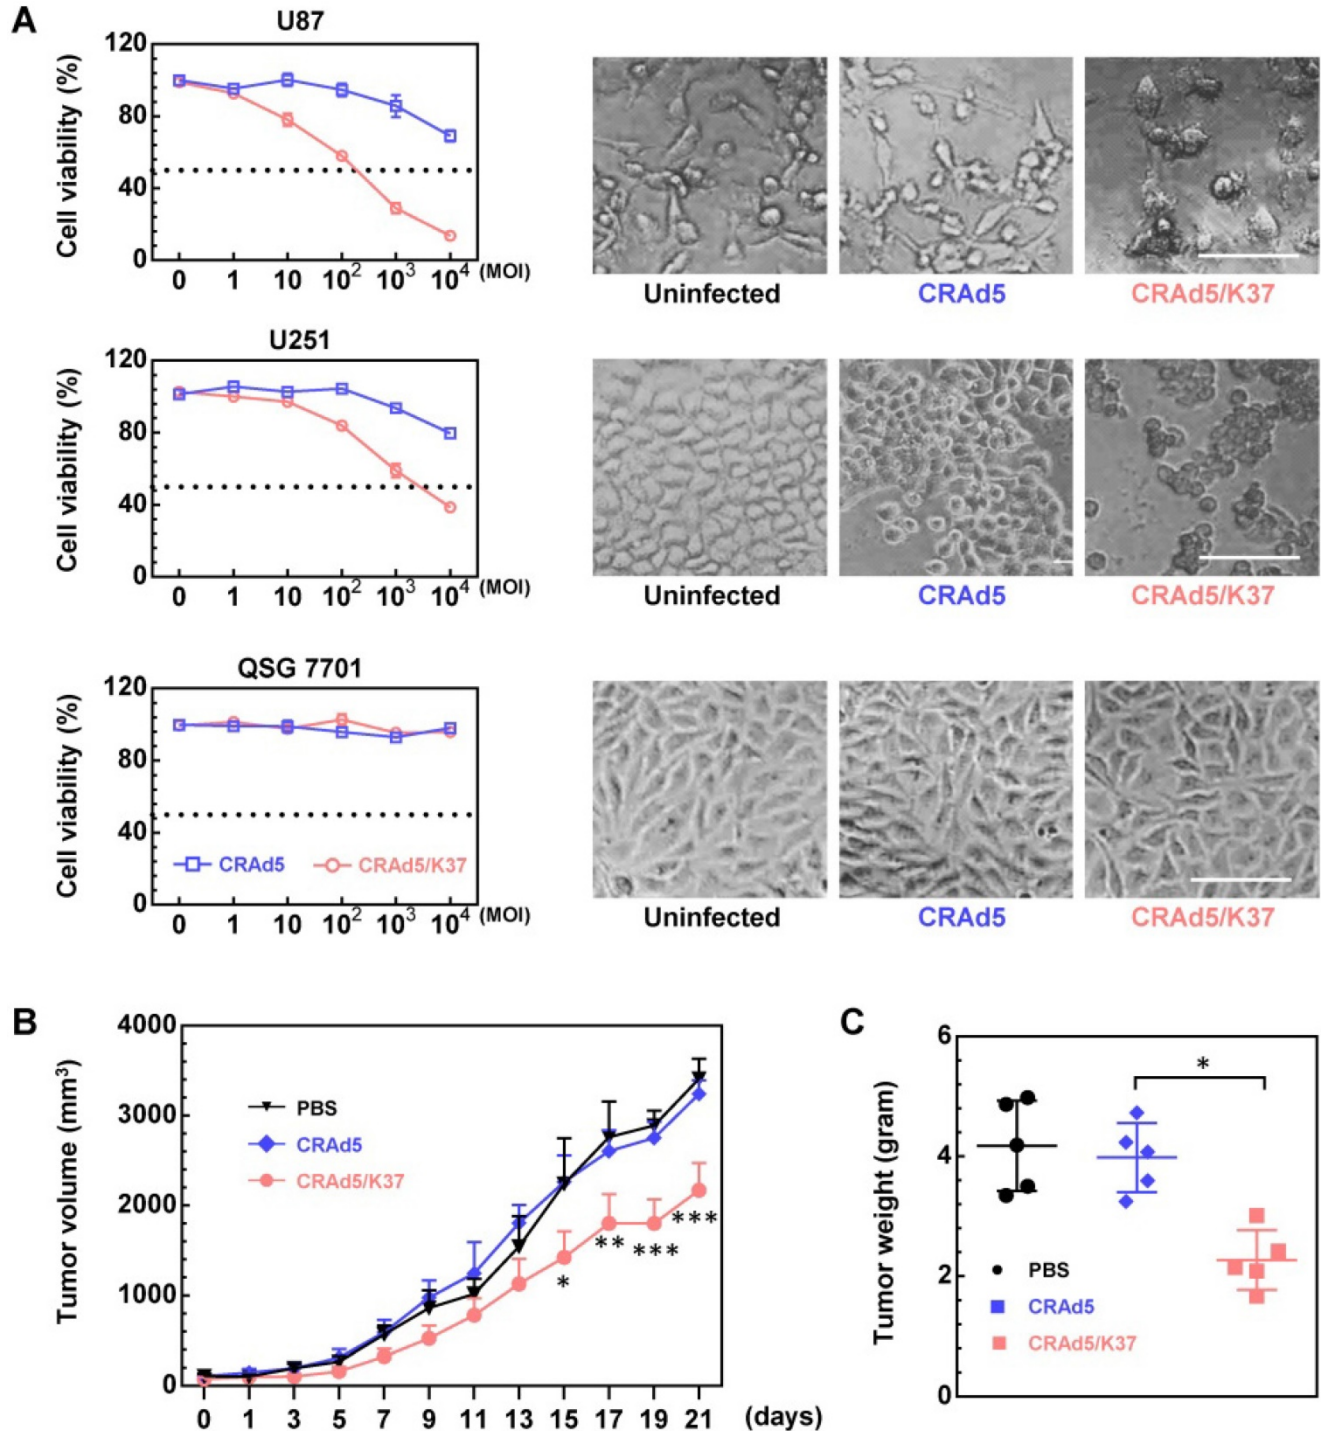 A
U87
Cell viability (%)
120
80
40
0
0 1 10 10² 10³ 10⁴ (MOI)
Uninfected CRAd5 CRAd5/K37
U251
Cell viability (%)
120
80
40
0
0 1 10 10² 10³ 10⁴ (MOI)
Uninfected CRAd5 CRAd5/K37
QSG 7701
Cell viability (%)
120
80
40
0
CRAd5 CRAd5/K37
0 1 10 10² 10³ 10⁴ (MOI)
Uninfected CRAd5 CRAd5/K37
B
Tumor volume (mm³)
4000
3000
2000
1000
0
PBS
CRAd5
CRAd5/K37
*
**
***
***
0 1 3 5 7 9 11 13 15 17 19 21 (days)
C
Tumor weight (gram)
6
4
2
0
*
PBS
CRAd5
CRAd5/K37